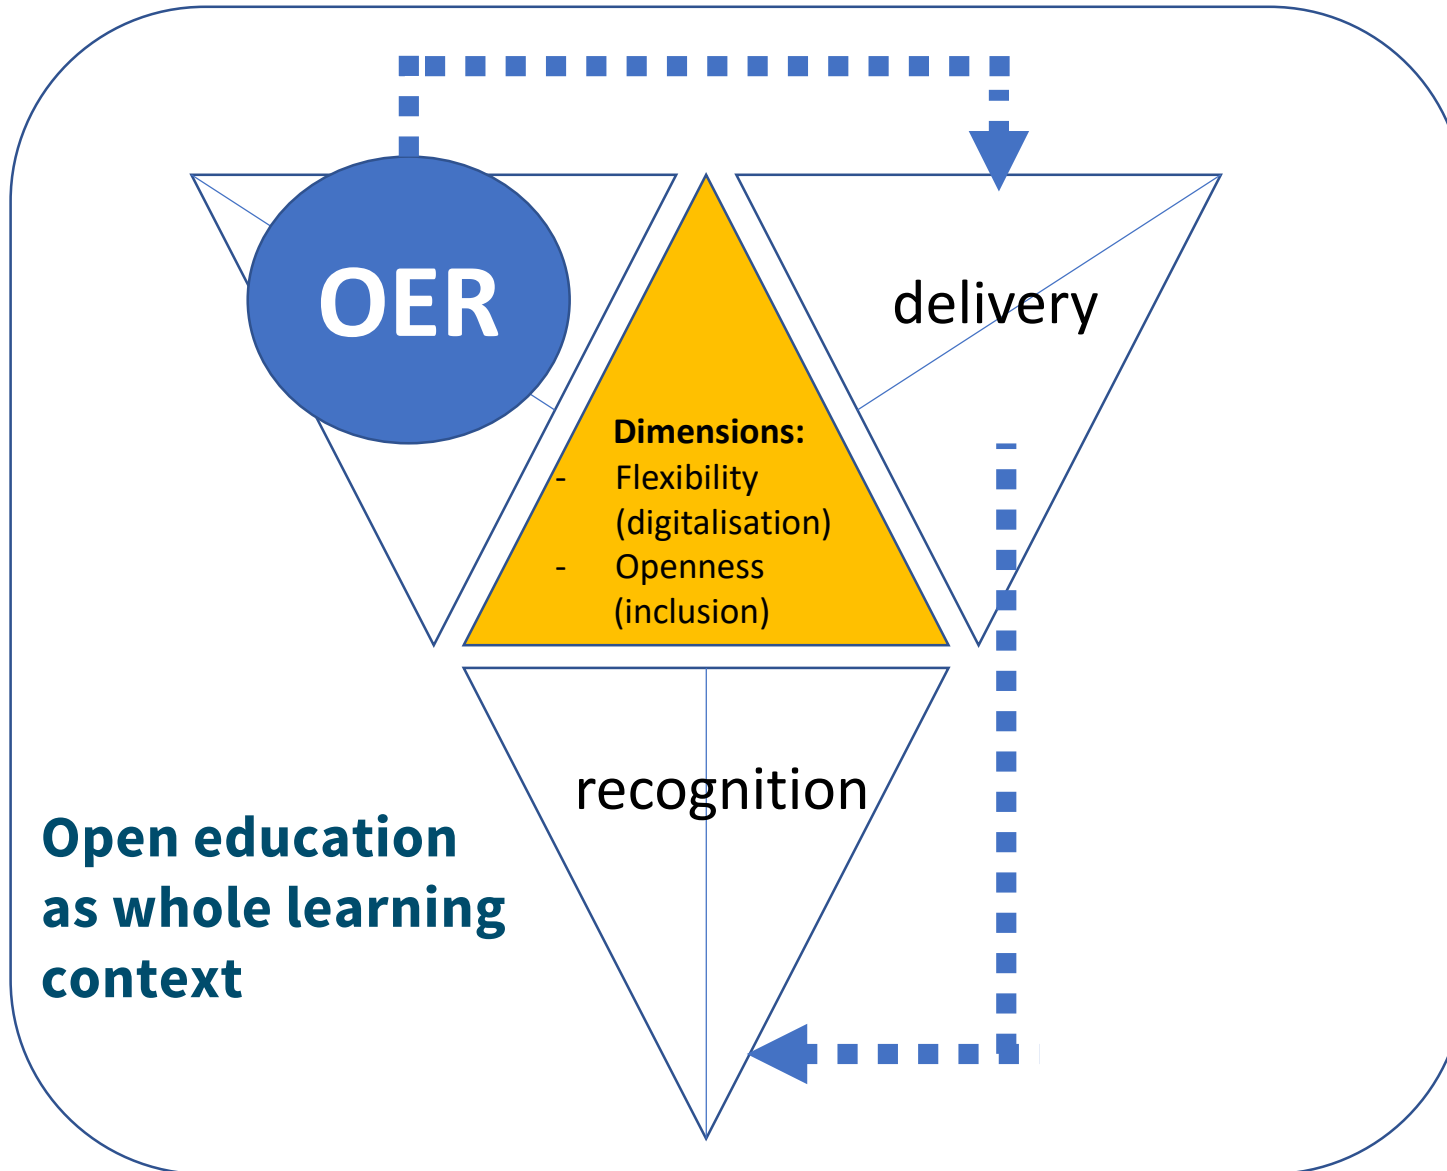 OER
delivery
Dimensions:
- Flexibility
(digitalisation)
- Openness
(inclusion)
recognition
Open education
as whole learning
context